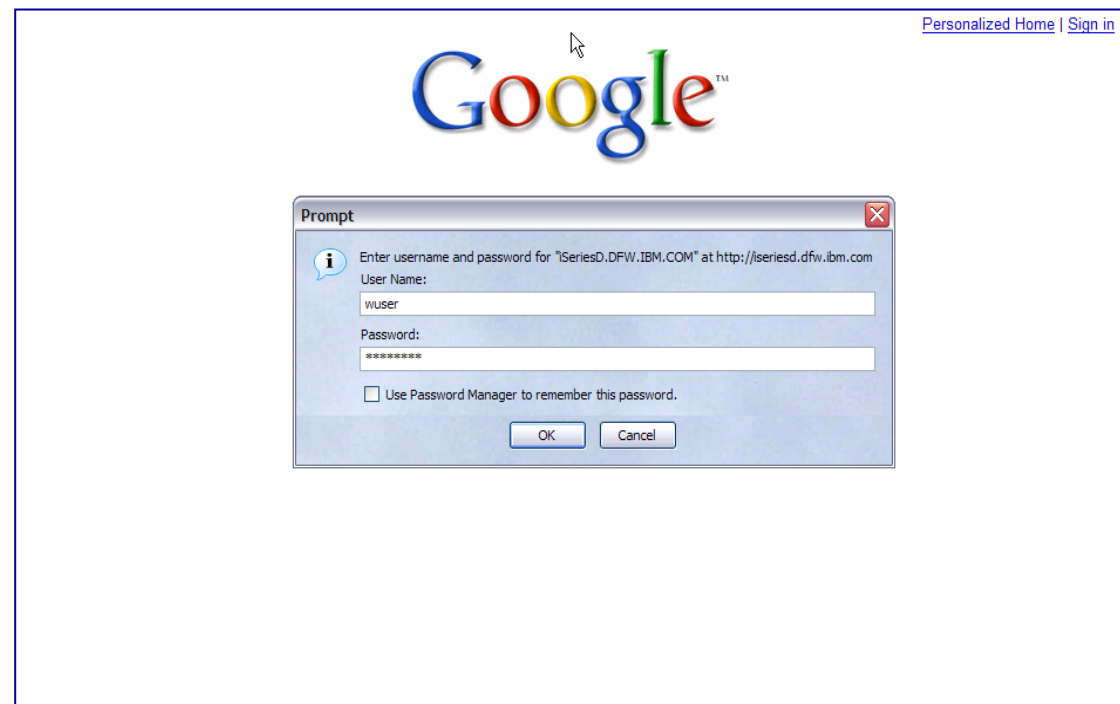 Personalized Home | Sign in
Google™
Prompt
Enter username and password for "iSeriesD.DFW.IBM.COM" at http://iseriesd.dfw.ibm.com
User Name:
wuser
Password:
********
Use Password Manager to remember this password.
OK Cancel